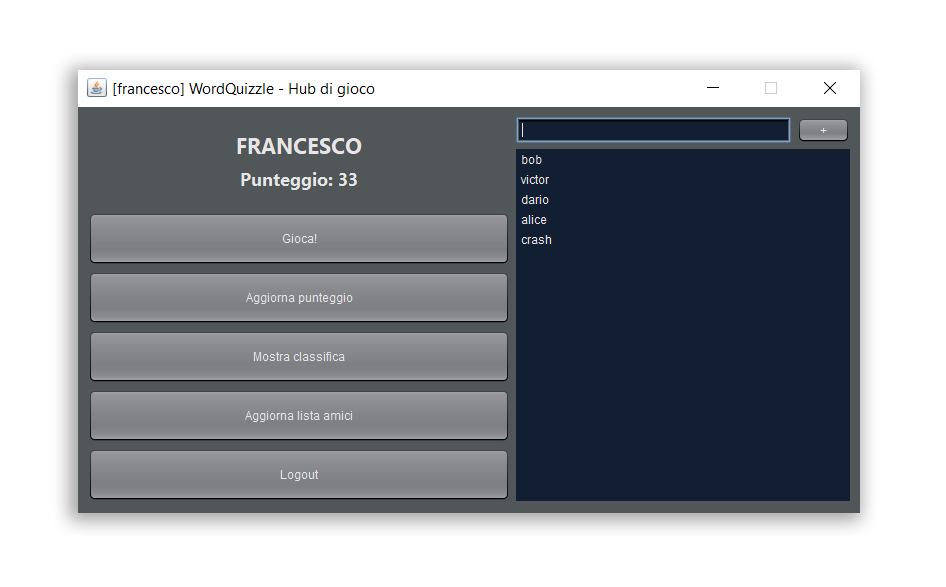 [francesco] WordQuizzle - Hub di gioco
FRANCESCO
Punteggio: 33
Gioca!
Aggiorna punteggio
Mostra classifica
Aggiorna lista amici
Logout
+
bob
victor
dario
alice
crash